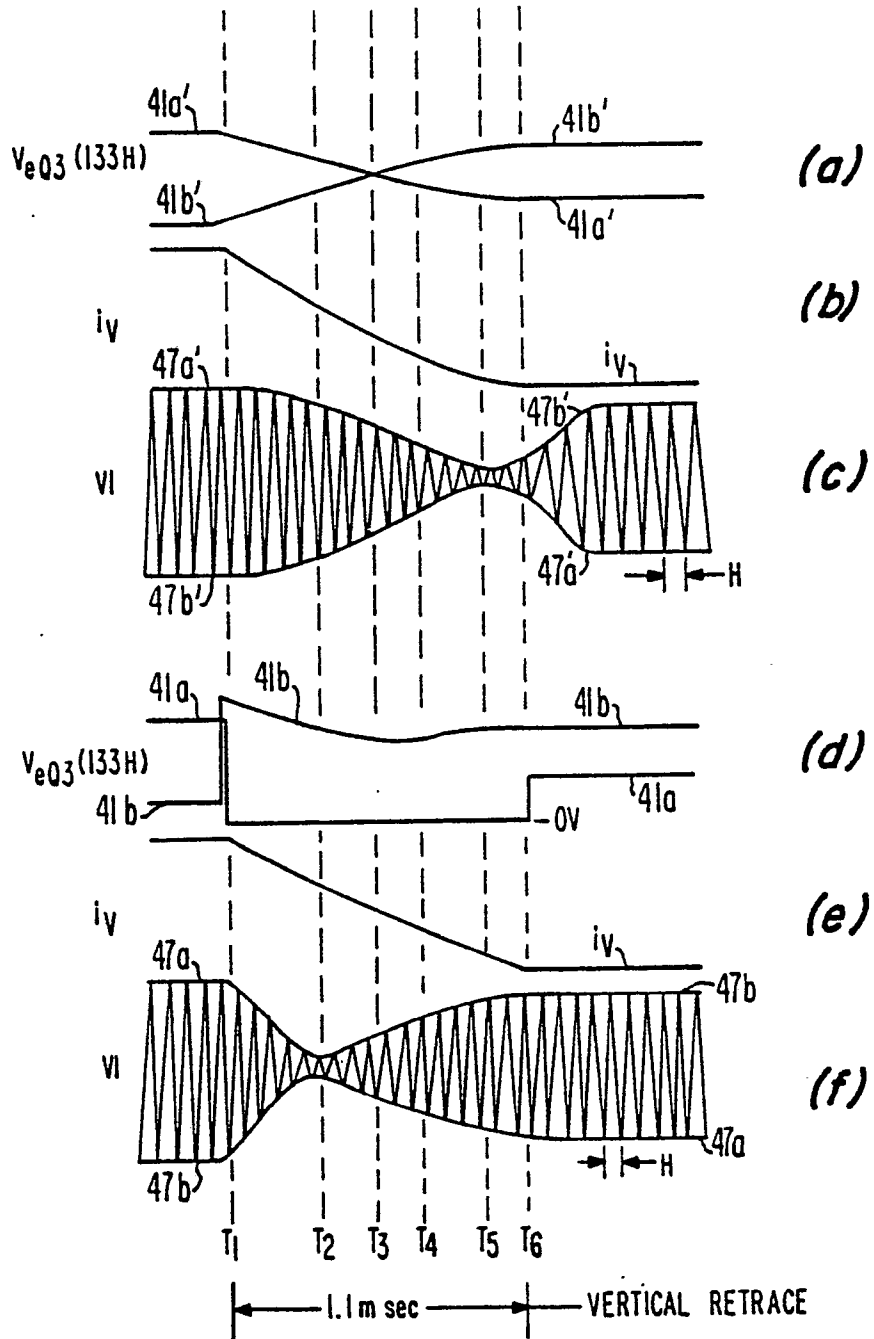 41a'
41b'
VeQ3 (133H)
(a)
41b'
41a'
(b)
iV
iV
47a'
47b'
(c)
VI
47b'
47a'
H
41a
41b
41b
VeQ3 (133H)
(d)
41b
41a
-0V
iV
iV
(e)
47a
47b
VI
(f)
47b
47a
H
T1 T2 T3 T4 T5 T6
1.1 m sec
VERTICAL RETRACE